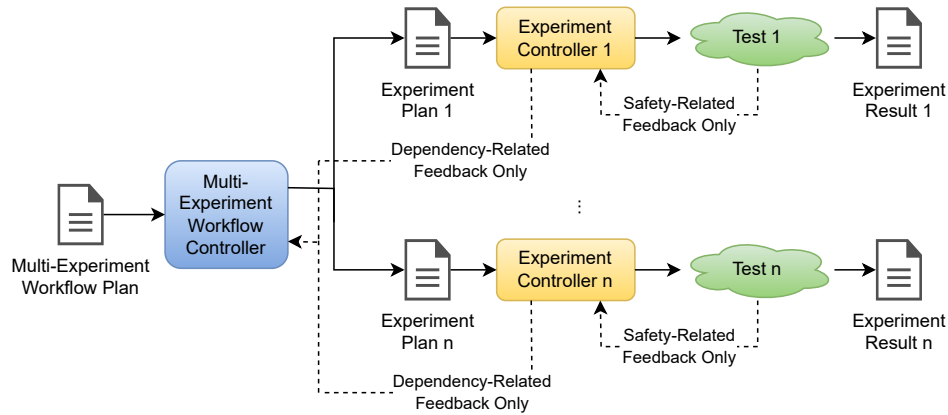 Experiment
Plan 1
Experiment
Controller 1
Test 1
Experiment
Result 1
Safety-Related
Feedback Only
Dependency-Related
Feedback Only
Multi-Experiment
Workflow Plan
Multi-
Experiment
Workflow
Controller
...
Experiment
Plan n
Experiment
Controller n
Test n
Experiment
Result n
Safety-Related
Feedback Only
Dependency-Related
Feedback Only